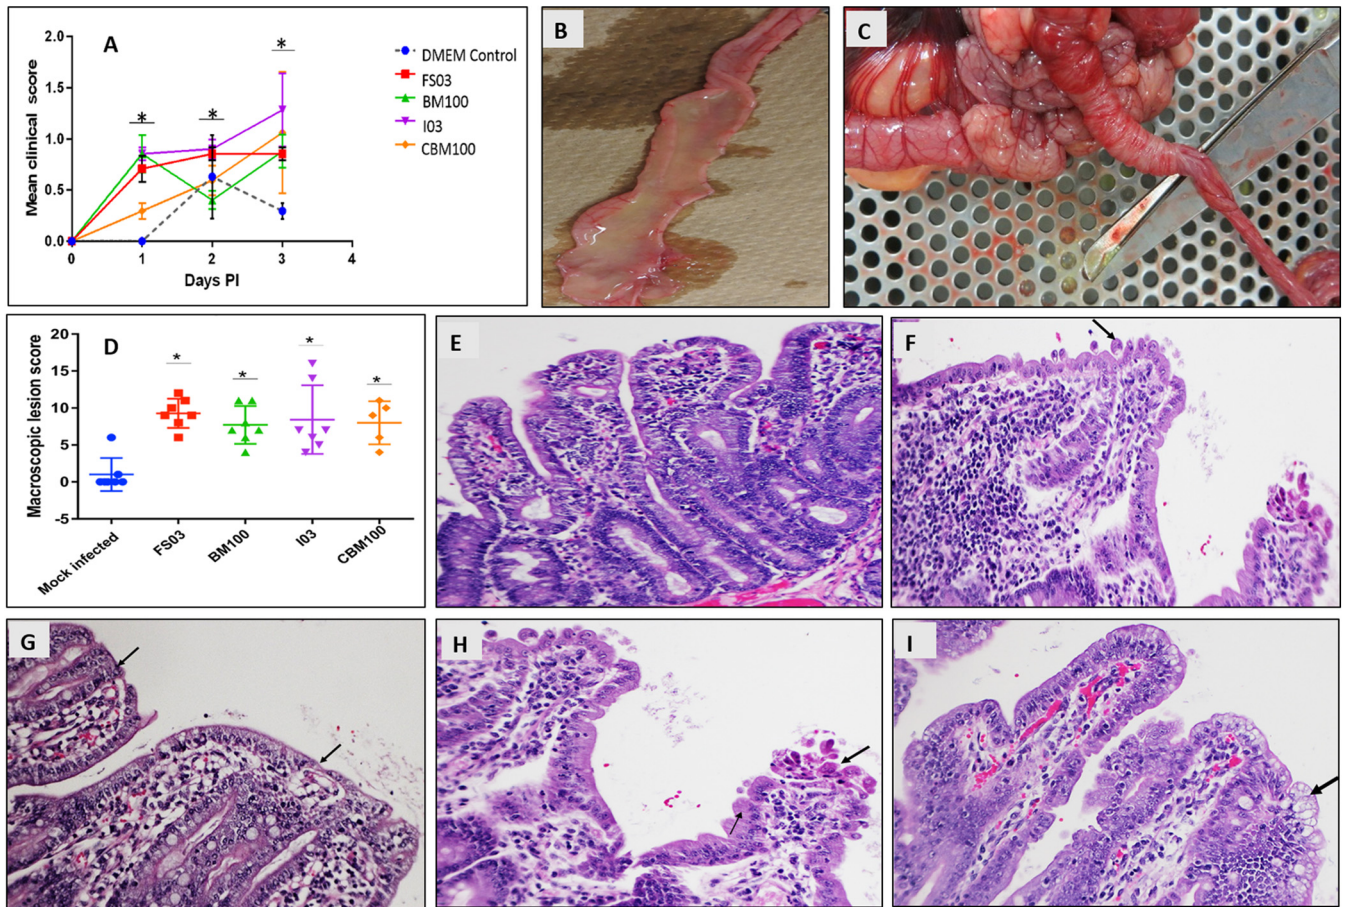 A
Mean clinical score
2.0
1.5
1.0
0.5
0.0
0 1 2 3 4
Days PI
* * *
DMEM Control
FS03
BM100
I03
CBM100
B
C
D
Macroscopic lesion score
20
15
10
5
0
-5
* * * *
Mock infected
FS03
BM100
I03
CBM100
E
F
G
H
I